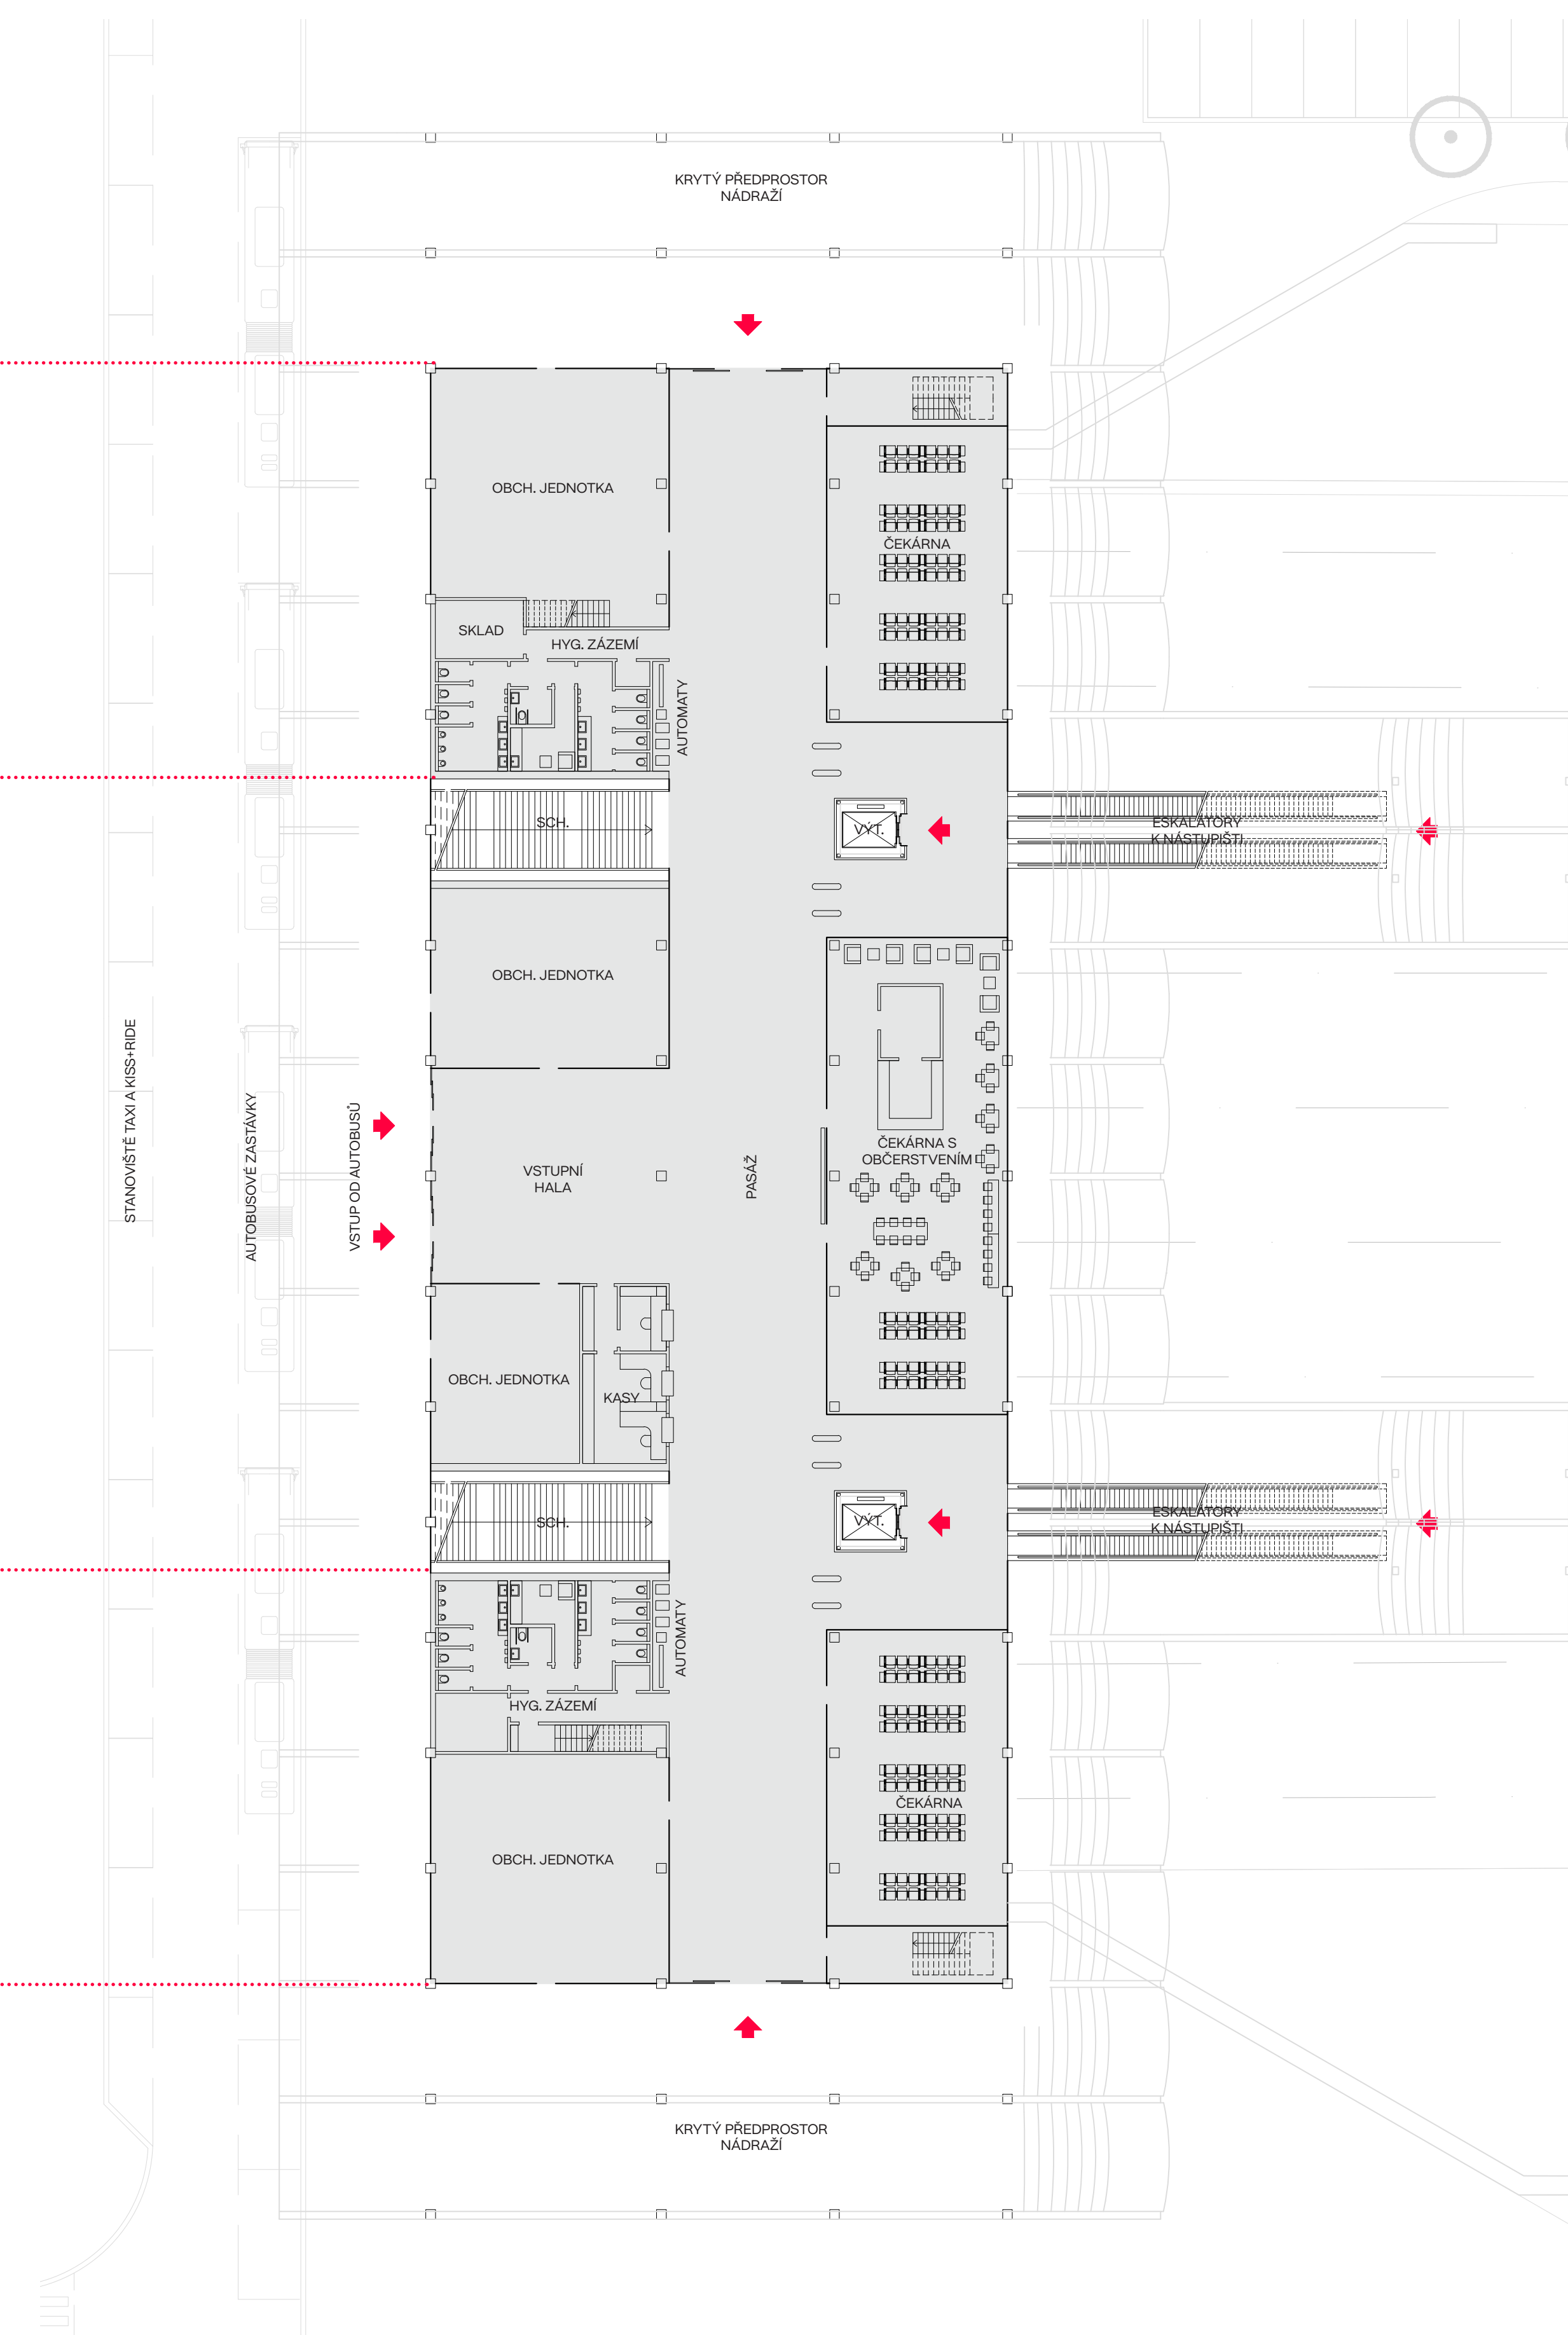 KRYTÝ PŘEDPROSTOR
NÁDRAŽÍ
OBCH. JEDNOTKA
ČEKÁRNA
SKLAD
HYG. ZÁZEMÍ
AUTOMATY
SCH.
VÝT.
ESKALÁTORY
K NÁSTUPIŠTI
OBCH. JEDNOTKA
STANOVIŠTĚ TAXI A KISS+RIDE
AUTOBUSOVÉ ZASTÁVKY
VSTUP OD AUTOBUSŮ
VSTUPNÍ
HALA
PASÁŽ
ČEKÁRNA S
OBČERSTVENÍM
OBCH. JEDNOTKA
KASY
SCH.
VÝT.
ESKALÁTORY
K NÁSTUPIŠTI
AUTOMATY
HYG. ZÁZEMÍ
ČEKÁRNA
OBCH. JEDNOTKA
KRYTÝ PŘEDPROSTOR
NÁDRAŽÍ